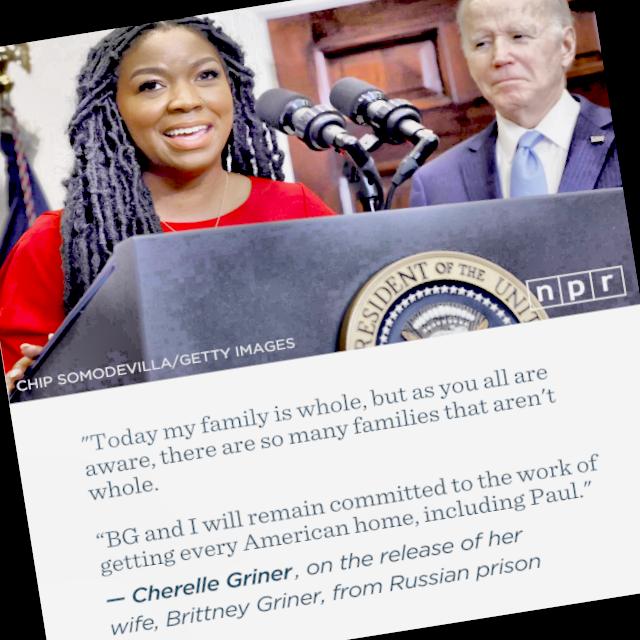 PRESIDENT OF THE UNI
npr
CHIP SOMODEVILLA/GETTY IMAGES
"Today my family is whole, but as you all are
aware, there are so many families that aren't
whole.
“BG and I will remain committed to the work of
getting every American home, including Paul.”
— Cherelle Griner, on the release of her
wife, Brittney Griner, from Russian prison